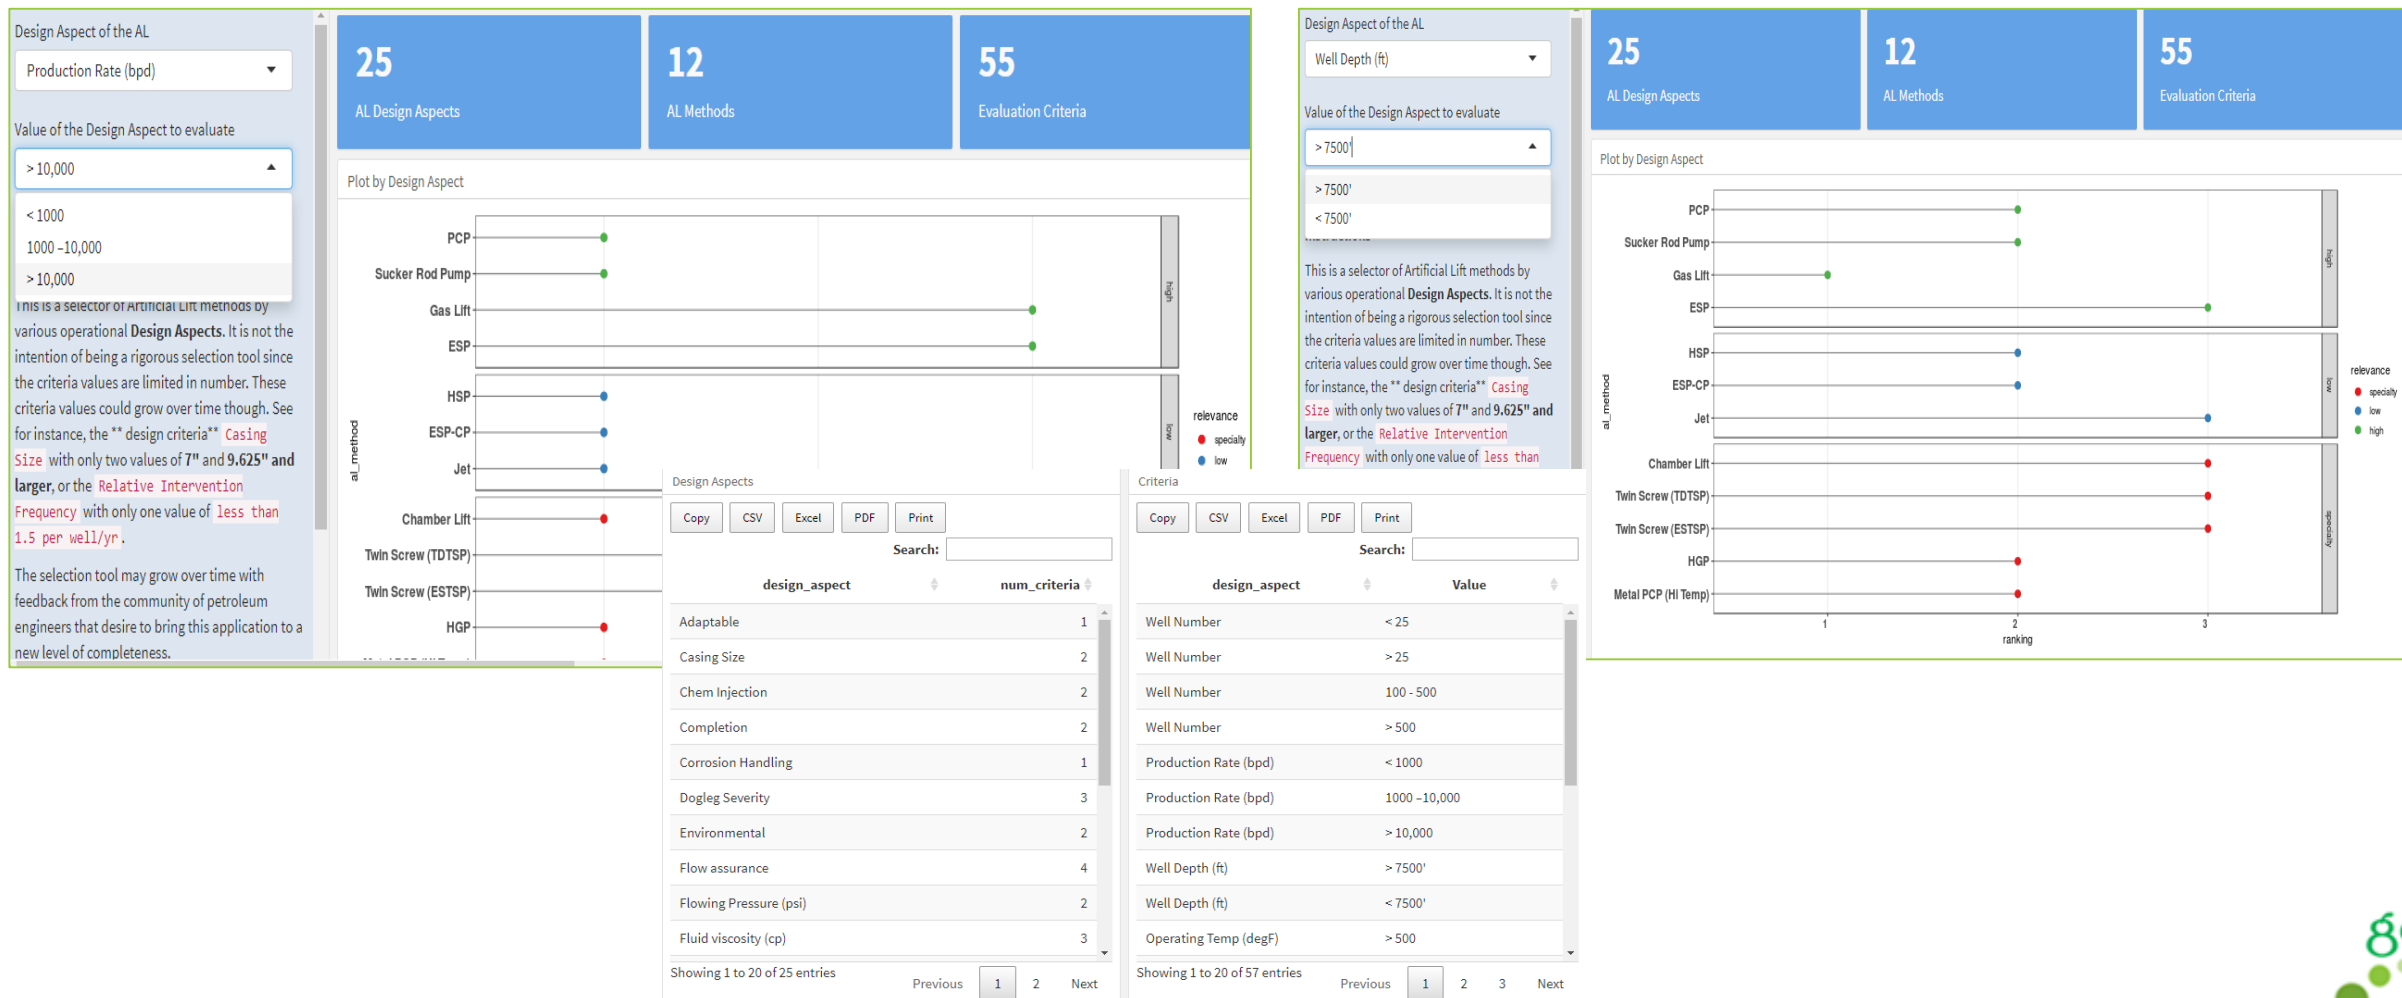 Design Aspect of the AL
Production Rate (bpd)
Value of the Design Aspect to evaluate
> 10,000
< 1000
1000 –10,000
> 10,000
This is a selector of Artificial Lift methods by
various operational Design Aspects. It is not the
intention of being a rigorous selection tool since
the criteria values are limited in number. These
criteria values could grow over time though. See
for instance, the ** design criteria** Casing
Size with only two values of 7" and 9.625" and
larger, or the Relative Intervention
Frequency with only one value of less than
1.5 per well/yr.
The selection tool may grow over time with
feedback from the community of petroleum
engineers that desire to bring this application to a
new level of completeness.
25
AL Design Aspects
12
AL Methods
55
Evaluation Criteria
Plot by Design Aspect
PCP
Sucker Rod Pump
Gas Lift
ESP
high
HSP
ESP-CP
Jet
low
Chamber Lift
Twin Screw (TDTSP)
Twin Screw (ESTSP)
HGP
al_method
relevance
specialty
low
Design Aspect of the AL
Well Depth (ft)
Value of the Design Aspect to evaluate
> 7500'
> 7500'
< 7500'
This is a selector of Artificial Lift methods by
various operational Design Aspects. It is not the
intention of being a rigorous selection tool since
the criteria values are limited in number. These
criteria values could grow over time though. See
for instance, the ** design criteria** Casing
Size with only two values of 7" and 9.625" and
larger, or the Relative Intervention
Frequency with only one value of less than
25
AL Design Aspects
12
AL Methods
55
Evaluation Criteria
Plot by Design Aspect
PCP
Sucker Rod Pump
Gas Lift
ESP
high
HSP
ESP-CP
Jet
low
Chamber Lift
Twin Screw (TDTSP)
Twin Screw (ESTSP)
HGP
Metal PCP (Hi Temp)
specialty
al_method
1 2 3
ranking
relevance
specialty
low
high
Design Aspects
Copy CSV Excel PDF Print
Search:
design_aspect num_criteria
Adaptable 1
Casing Size 2
Chem Injection 2
Completion 2
Corrosion Handling 1
Dogleg Severity 3
Environmental 2
Flow assurance 4
Flowing Pressure (psi) 2
Fluid viscosity (cp) 3
Showing 1 to 20 of 25 entries
Previous 1 2 Next
Criteria
Copy CSV Excel PDF Print
Search:
design_aspect Value
Well Number < 25
Well Number > 25
Well Number 100 - 500
Well Number > 500
Production Rate (bpd) < 1000
Production Rate (bpd) 1000 –10,000
Production Rate (bpd) > 10,000
Well Depth (ft) > 7500'
Well Depth (ft) < 7500'
Operating Temp (degF) > 500
Showing 1 to 20 of 57 entries
Previous 1 2 3 Next